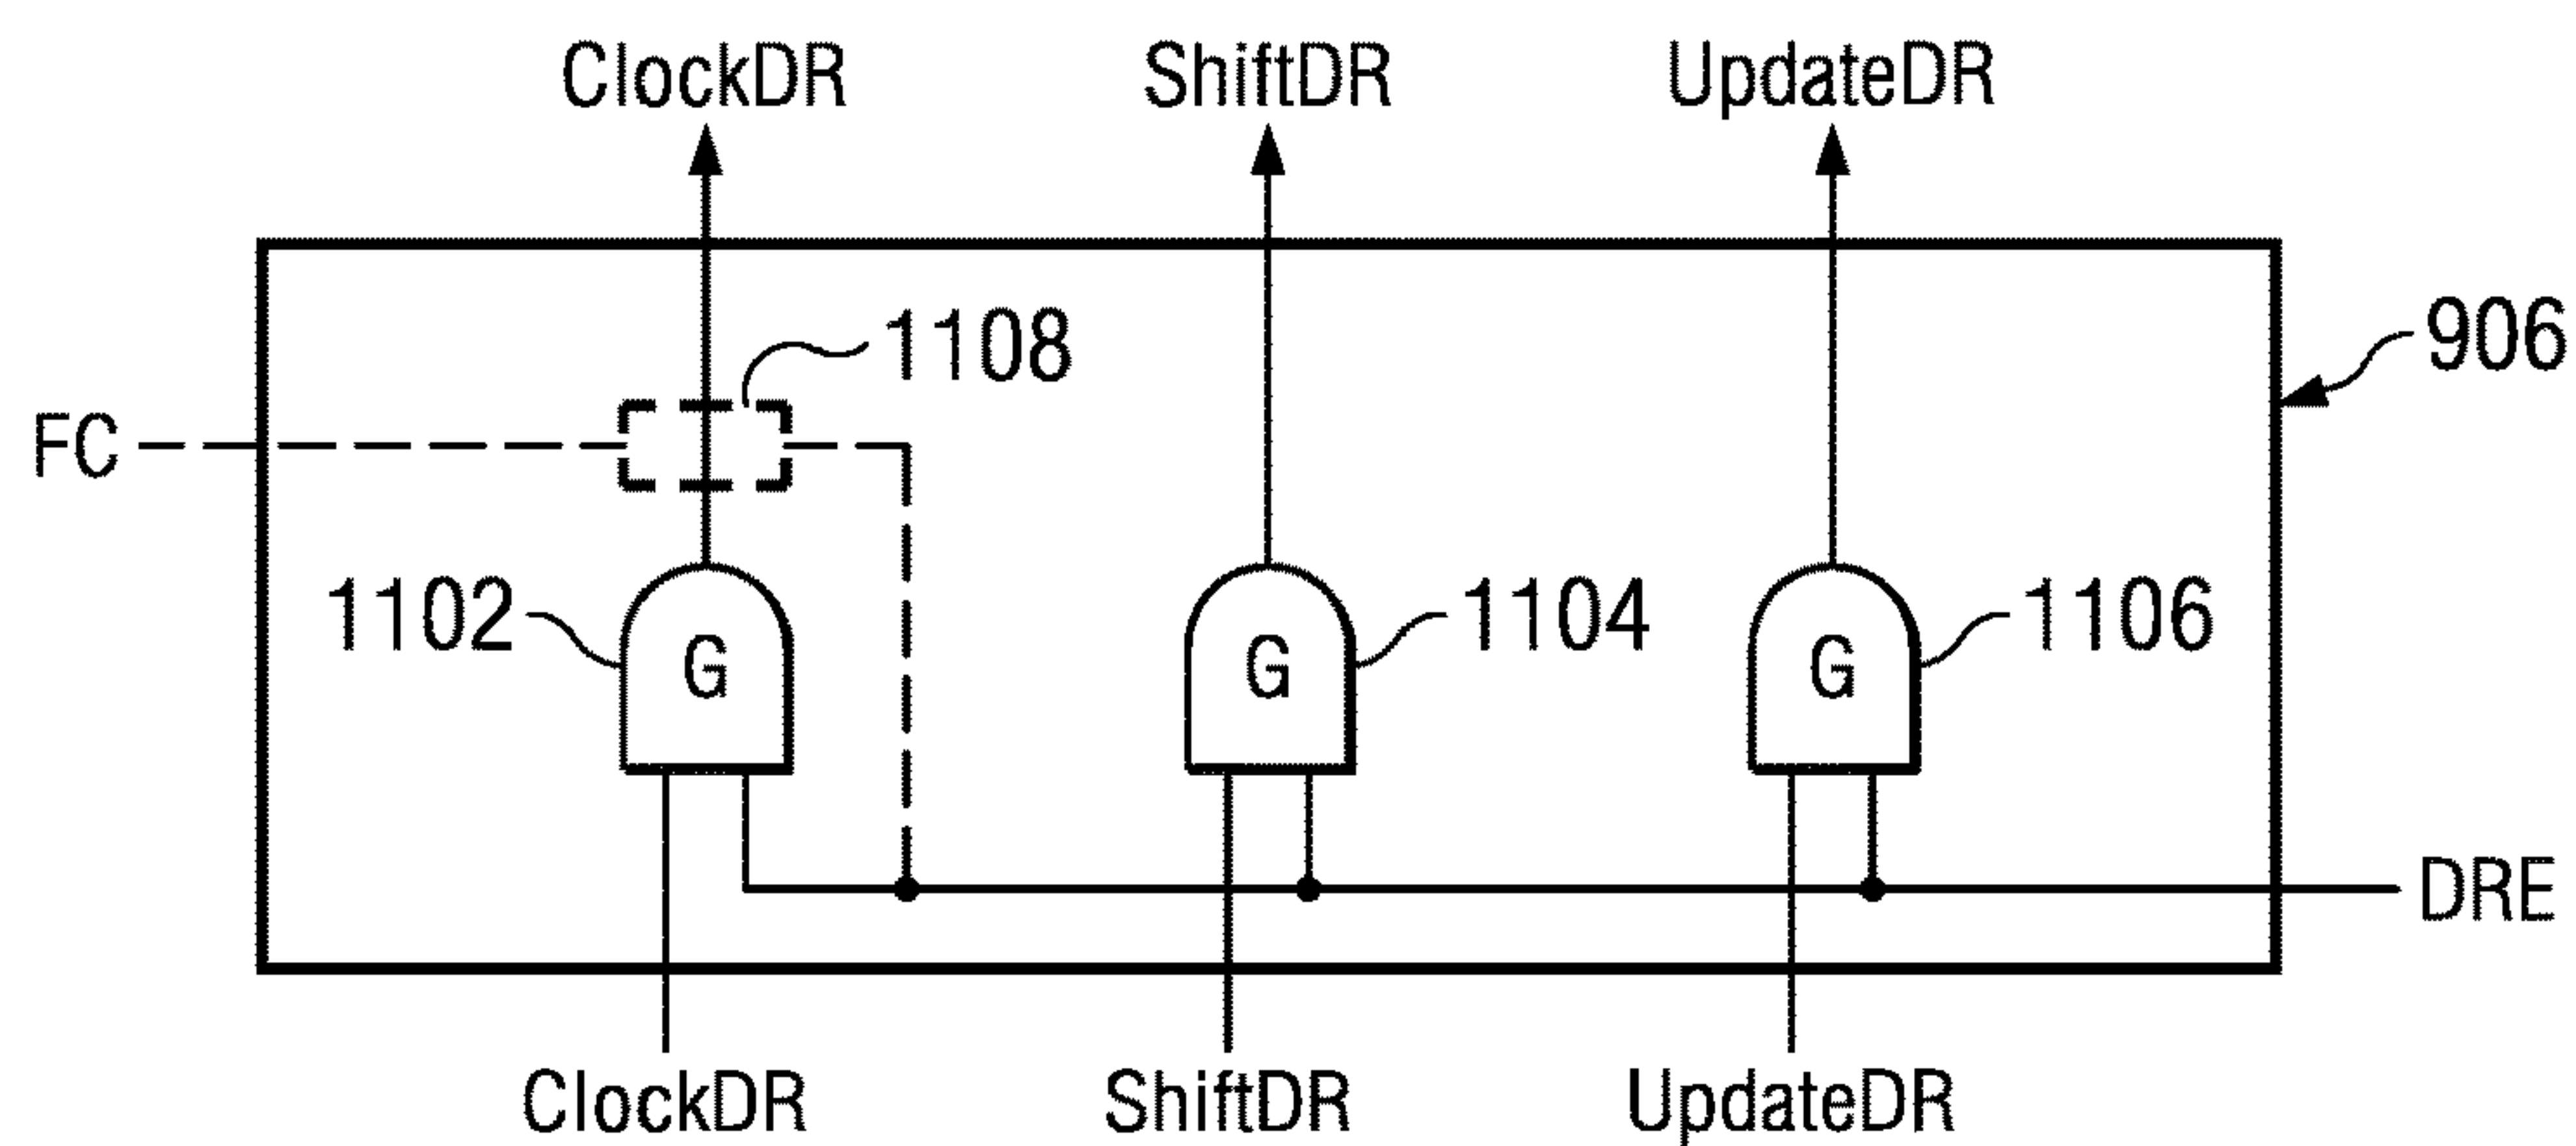 ClockDR ShiftDR UpdateDR
1108
906
FC
1102 G G 1104 G 1106
DRE
ClockDR ShiftDR UpdateDR